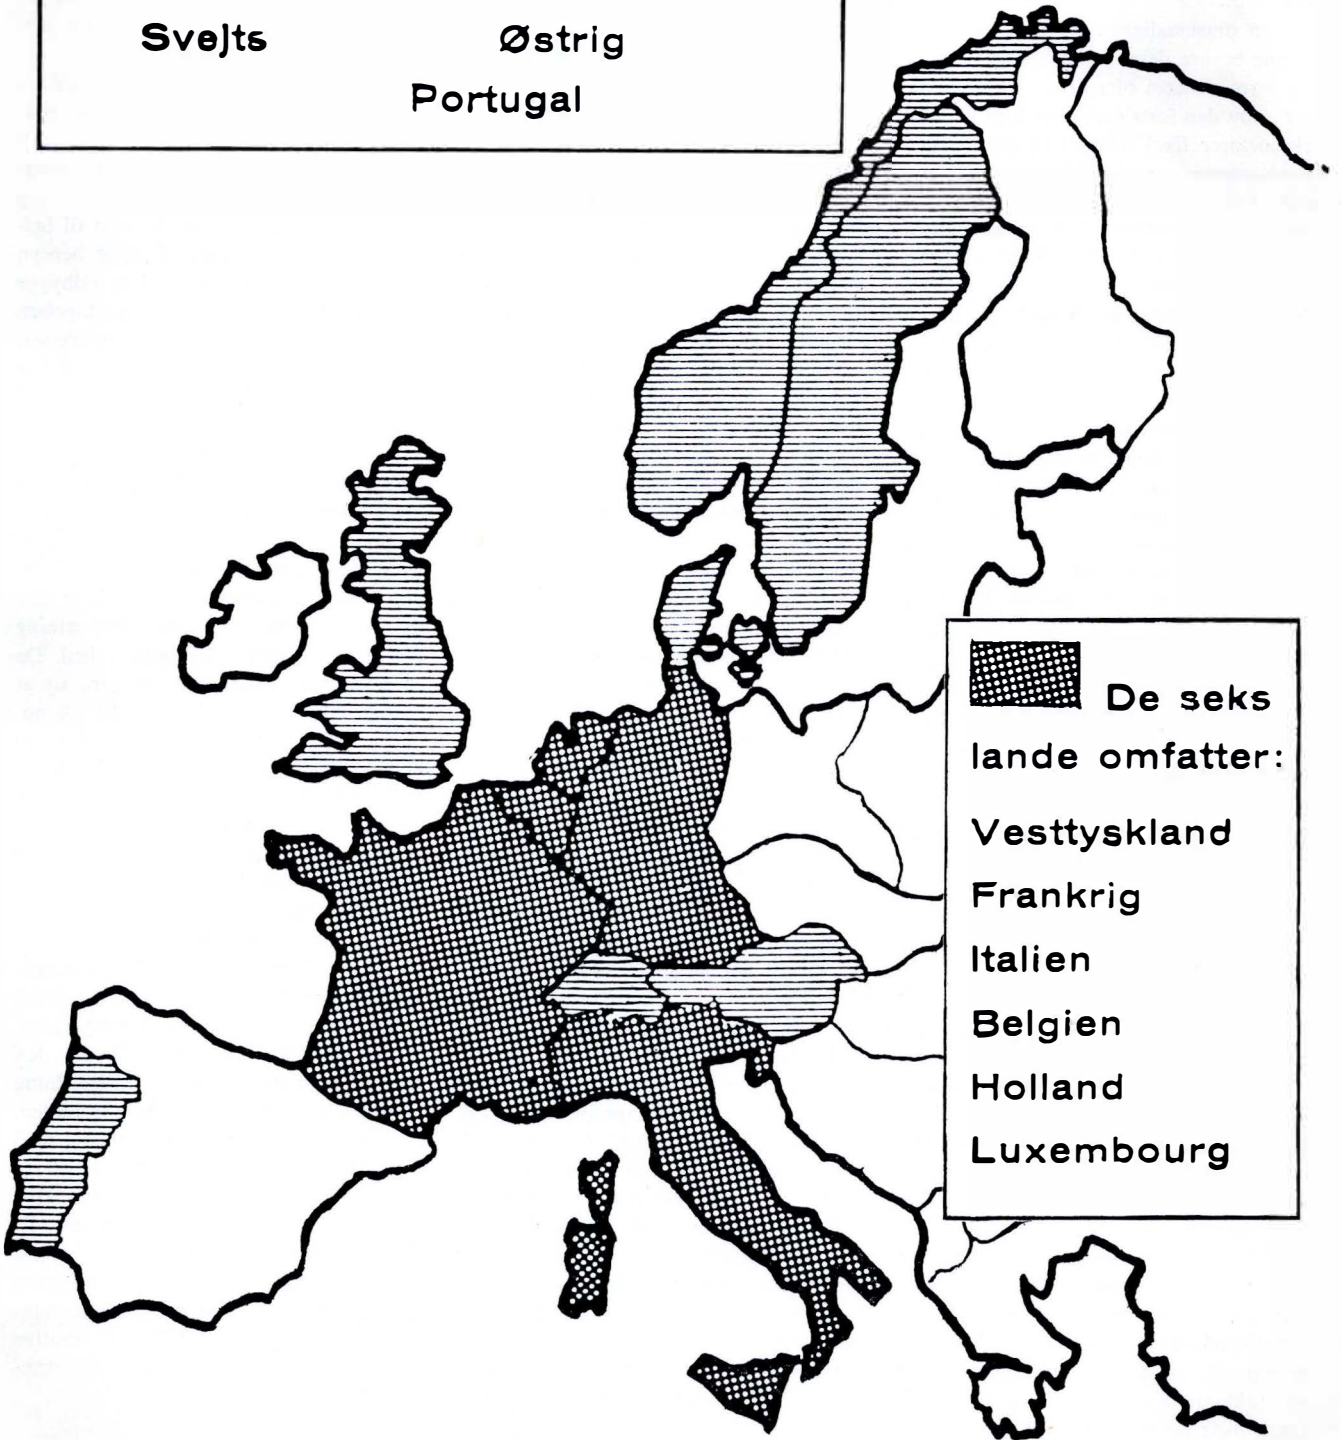 Svejts Østrig
Portugal
De seks
lande omfatter:
Vesttyskland
Frankrig
Italien
Belgien
Holland
Luxembourg